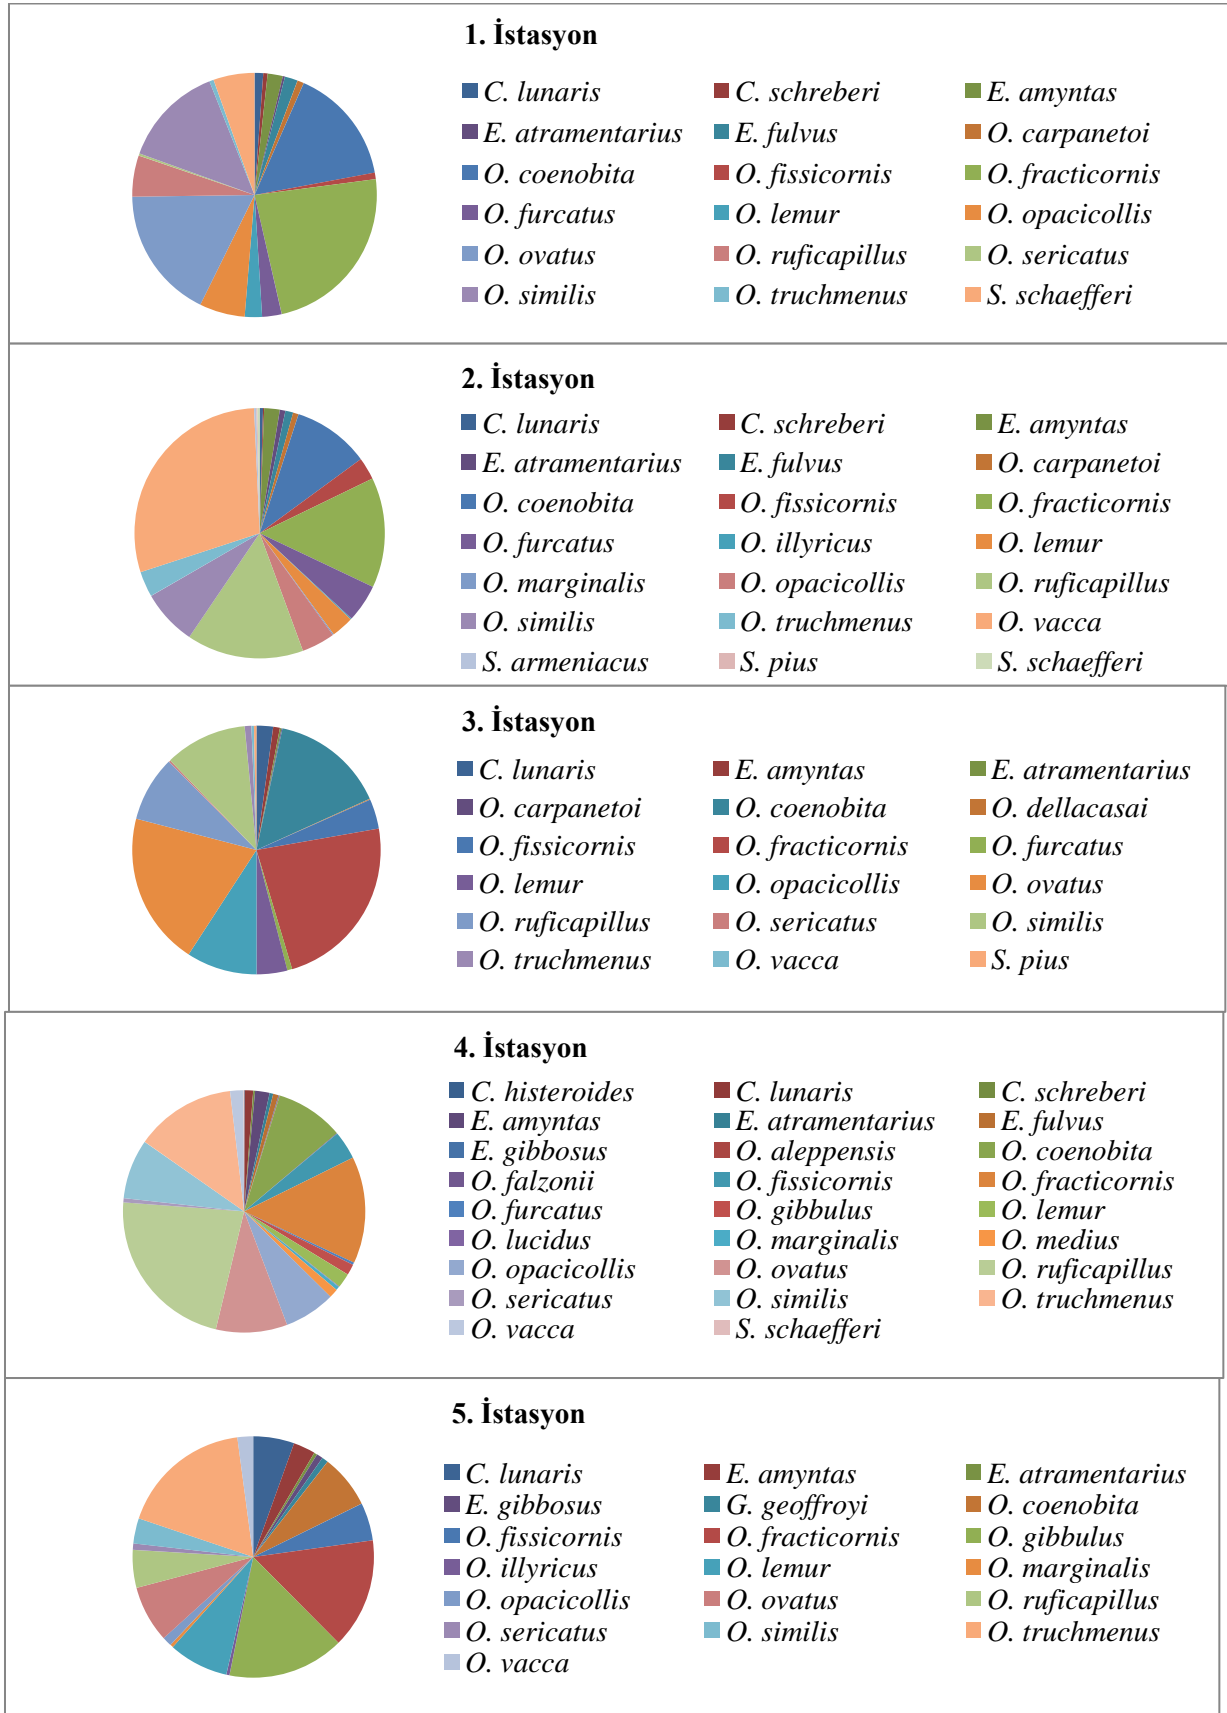 1. İstasyon
C. lunaris C. schreberi E. amyntas
E. atramentarius E. fulvus O. carpanetoi
O. coenobita O. fissicornis O. fracticornis
O. furcatus O. lemur O. opacicollis
O. ovatus O. ruficapillus O. sericatus
O. similis O. truchmenus S. schaefferi
2. İstasyon
C. lunaris C. schreberi E. amyntas
E. atramentarius E. fulvus O. carpanetoi
O. coenobita O. fissicornis O. fracticornis
O. furcatus O. illyricus O. lemur
O. marginalis O. opacicollis O. ruficapillus
O. similis O. truchmenus O. vacca
S. armeniacus S. pius S. schaefferi
3. İstasyon
C. lunaris E. amyntas E. atramentarius
O. carpanetoi O. coenobita O. dellacasai
O. fissicornis O. fracticornis O. furcatus
O. lemur O. opacicollis O. ovatus
O. ruficapillus O. sericatus O. similis
O. truchmenus O. vacca S. pius
4. İstasyon
C. histeroides C. lunaris C. schreberi
E. amyntas E. atramentarius E. fulvus
E. gibbosus O. aleppensis O. coenobita
O. falzonii O. fissicornis O. fracticornis
O. furcatus O. gibbulus O. lemur
O. lucidus O. marginalis O. medius
O. opacicollis O. ovatus O. ruficapillus
O. sericatus O. similis O. truchmenus
O. vacca S. schaefferi
5. İstasyon
C. lunaris E. amyntas E. atramentarius
E. gibbosus G. geoffroyi O. coenobita
O. fissicornis O. fracticornis O. gibbulus
O. illyricus O. lemur O. marginalis
O. opacicollis O. ovatus O. ruficapillus
O. sericatus O. similis O. truchmenus
O. vacca